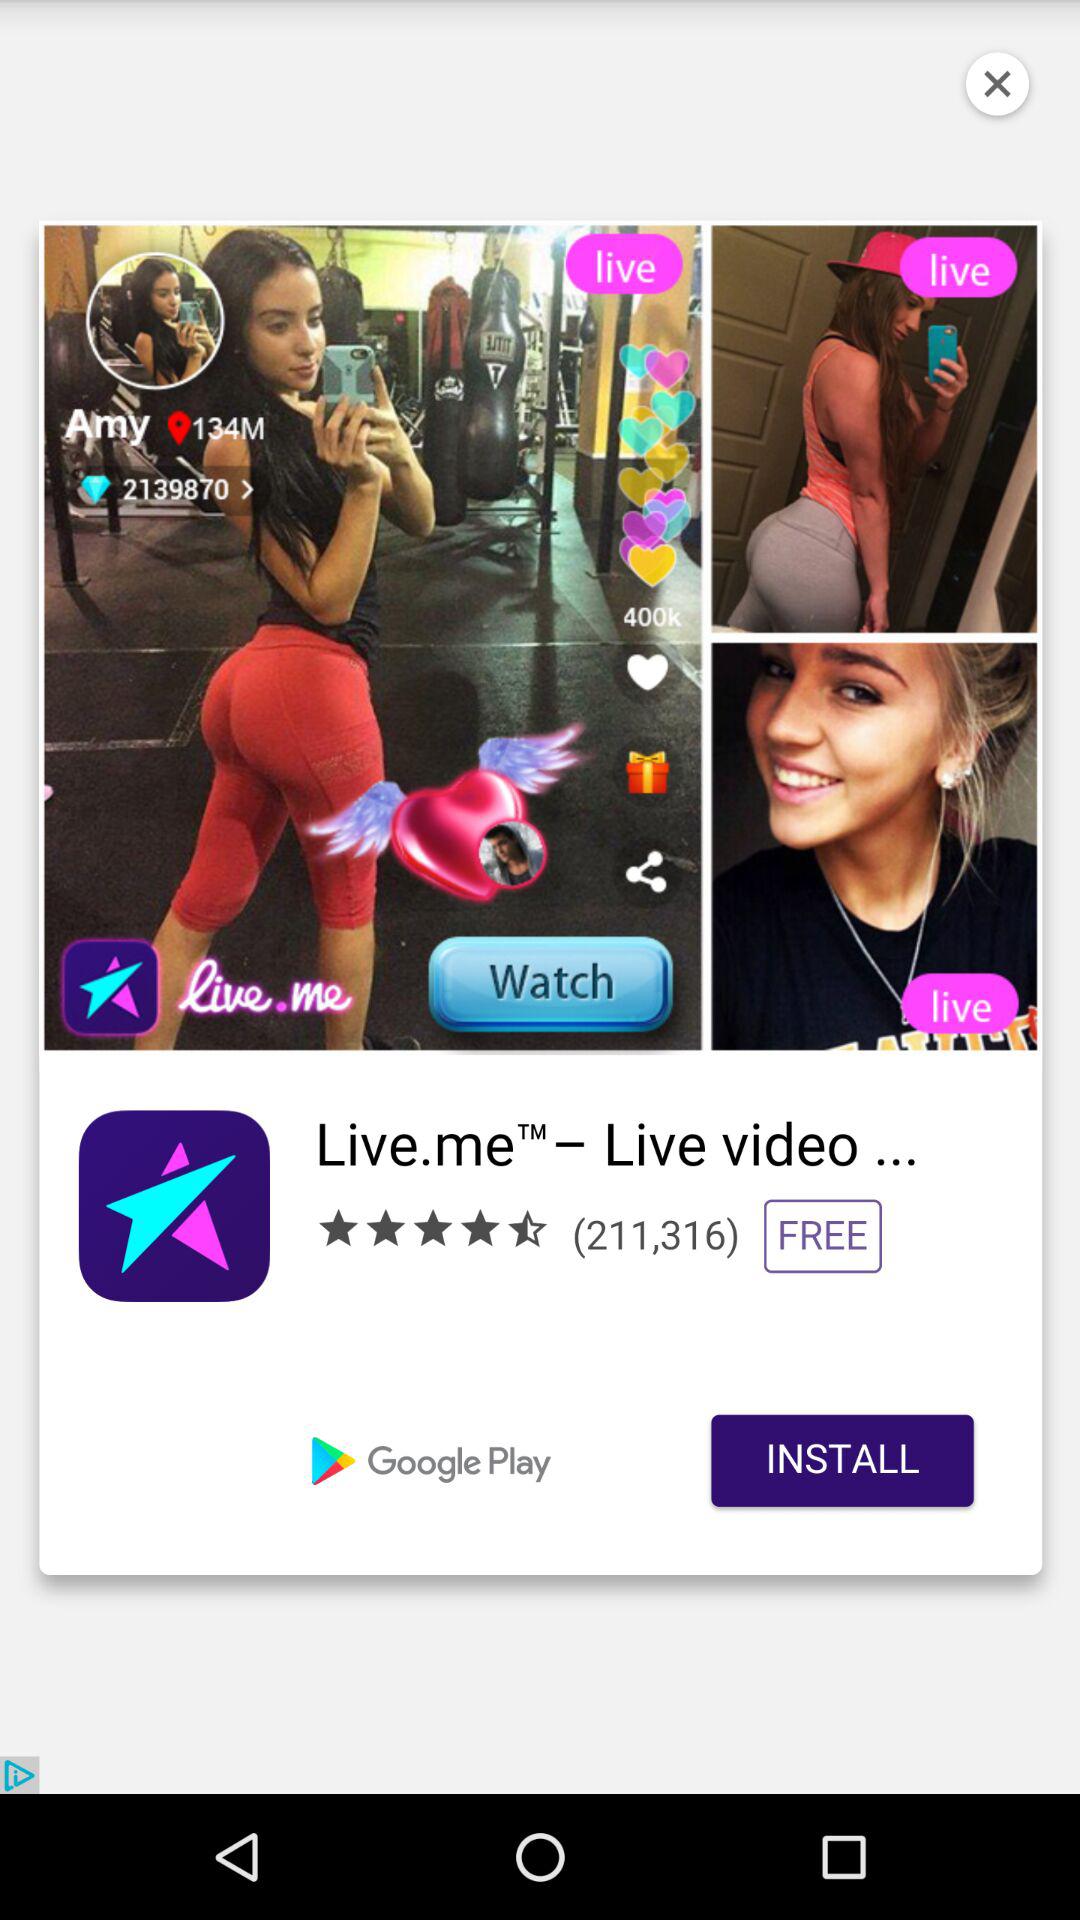 live
live
Amy 134M
2139870
TITLE
400k
live.me
Watch
live
Live.me™– Live video ...
(211,316) FREE
Google Play
INSTALL